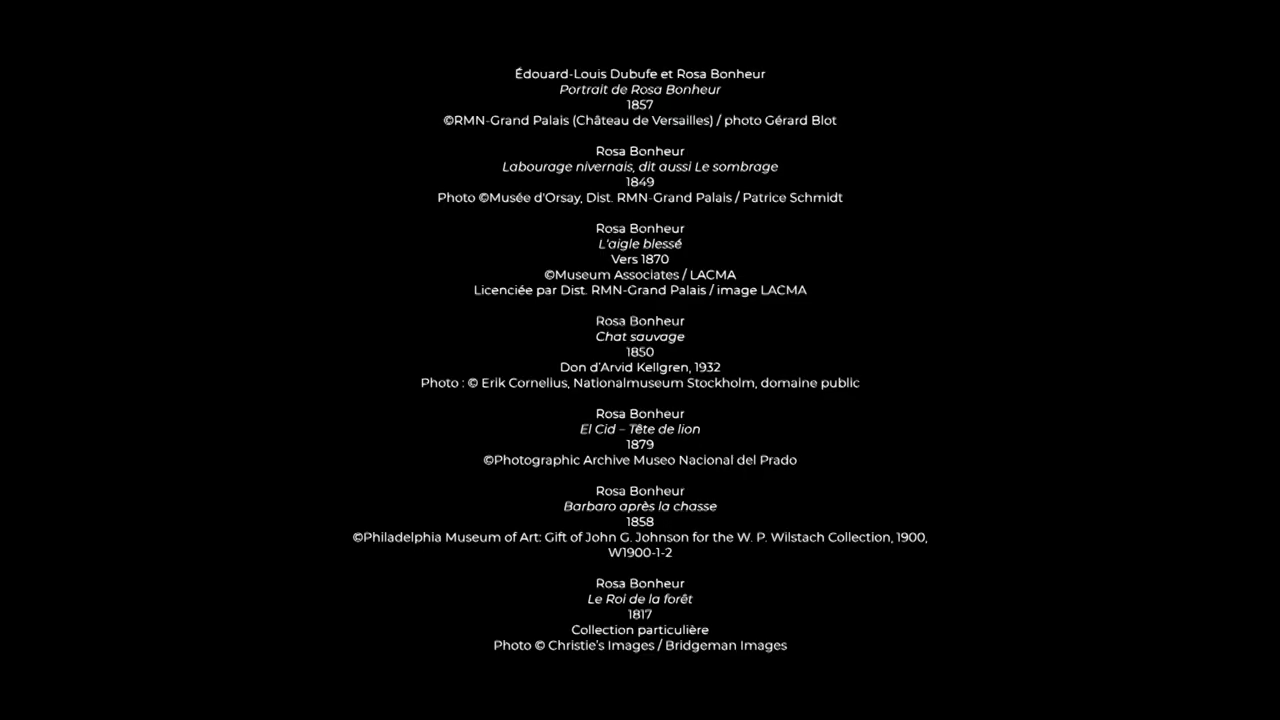 Édouard-Louis Dubufe et Rosa Bonheur
Portrait de Rosa Bonheur
1857
©RMN-Grand Palais (Château de Versailles) / photo Gérard Blot
Rosa Bonheur
Labourage nivernais, dit aussi Le sombrage
1849
Photo ©Musée d'Orsay, Dist. RMN-Grand Palais / Patrice Schmidt
Rosa Bonheur
L'aigle blessé
Vers 1870
©Museum Associates / LACMA
Licenciée par Dist. RMN-Grand Palais / image LACMA
Rosa Bonheur
Chat sauvage
1850
Don d'Arvid Kellgren, 1932
Photo : © Erik Cornelius, Nationalmuseum Stockholm, domaine public
Rosa Bonheur
El Cid – Tête de lion
1879
©Photographic Archive Museo Nacional del Prado
Rosa Bonheur
Barbaro après la chasse
1858
©Philadelphia Museum of Art: Gift of John G. Johnson for the W. P. Wilstach Collection, 1900,
W1900-1-2
Rosa Bonheur
Le Roi de la forêt
1817
Collection particulière
Photo © Christie's Images / Bridgeman Images